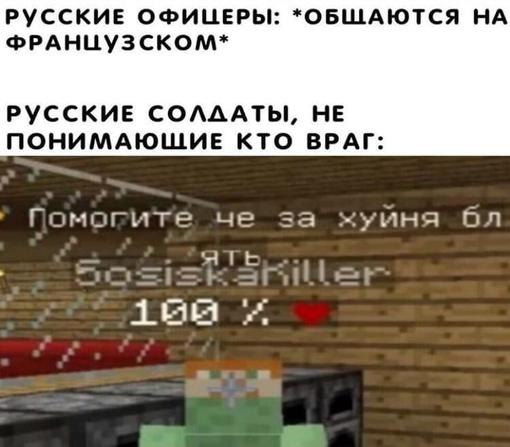 РУССКИЕ ОФИЦЕРЫ: *ОБЩАЮТСЯ НА
ФРАНЦУЗСКОМ*
РУССКИЕ СОЛДАТЫ, НЕ
ПОНИМАЮЩИЕ КТО ВРАГ:
Помогите че за хуйня бл
ять
SosiskaKiller
100 % ❤